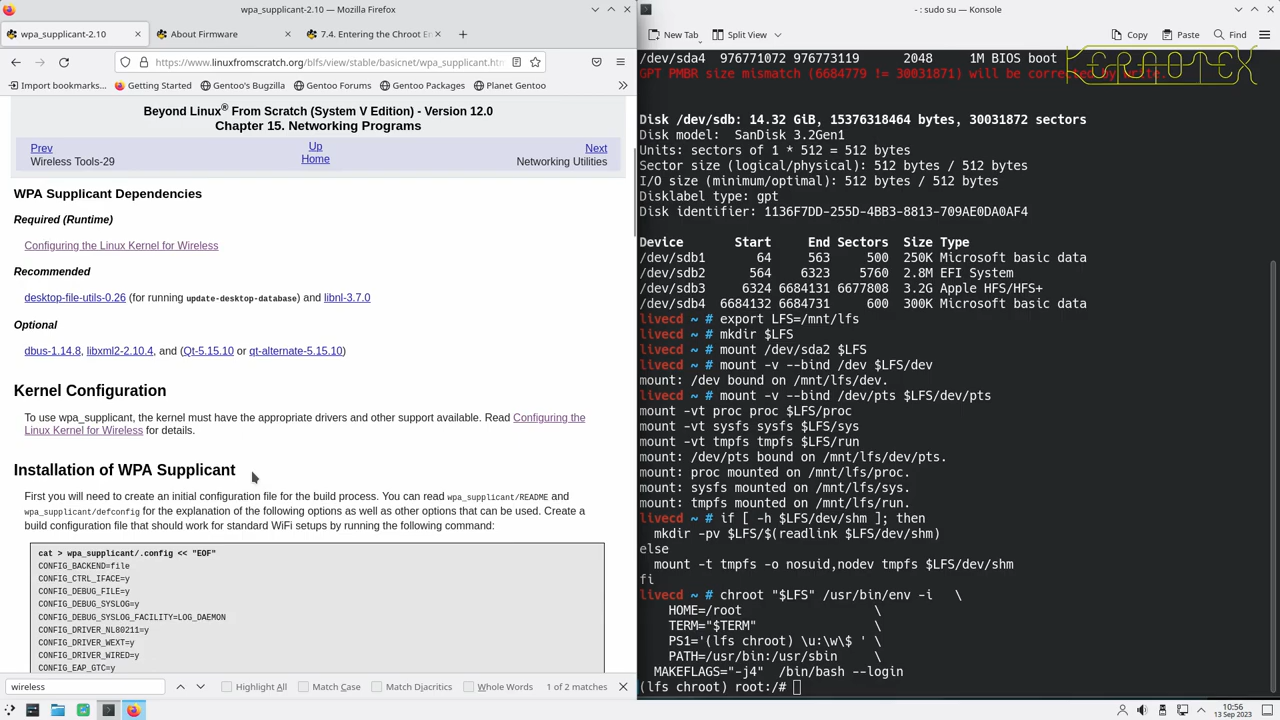 wpa_supplicant-2.10 — Mozilla Firefox
wpa_supplicant-2.10
About Firmware
7.4. Entering the Chroot En
https://www.linuxfromscratch.org/blfs/view/stable/basicnet/wpa_supplicant.htm
Import bookmarks...
Getting Started
Gentoo's Bugzilla
Gentoo Forums
Gentoo Packages
Planet Gentoo
Beyond Linux® From Scratch (System V Edition) - Version 12.0
Chapter 15. Networking Programs
Prev
Up
Next
Wireless Tools-29
Home
Networking Utilities
WPA Supplicant Dependencies
Required (Runtime)
Configuring the Linux Kernel for Wireless
Recommended
desktop-file-utils-0.26 (for running update-desktop-database) and libnl-3.7.0
Optional
dbus-1.14.8, libxml2-2.10.4, and (Qt-5.15.10 or qt-alternate-5.15.10)
Kernel Configuration
To use wpa_supplicant, the kernel must have the appropriate drivers and other support available. Read Configuring the
Linux Kernel for Wireless for details.
Installation of WPA Supplicant
First you will need to create an initial configuration file for the build process. You can read wpa_supplicant/README and
wpa_supplicant/defconfig for the explanation of the following options as well as other options that can be used. Create a
build configuration file that should work for standard WiFi setups by running the following command:
cat > wpa_supplicant/.config << "EOF"
CONFIG_BACKEND=file
CONFIG_CTRL_IFACE=y
CONFIG_DEBUG_FILE=y
CONFIG_DEBUG_SYSLOG=y
CONFIG_DEBUG_SYSLOG_FACILITY=LOG_DAEMON
CONFIG_DRIVER_NL80211=y
CONFIG_DRIVER_WEXT=y
CONFIG_DRIVER_WIRED=y
CONFIG_EAP_GTC=y
wireless
Highlight All
Match Case
Match Diacritics
Whole Words
1 of 2 matches
- : sudo su — Konsole
New Tab
Split View
Copy
Paste
Find
KERNOTEX
/dev/sda4  976771072 976773119     2048     1M BIOS boot
GPT PMBR size mismatch (6684779 != 30031871) will be corrected by write.
Disk /dev/sdb: 14.32 GiB, 15376318464 bytes, 30031872 sectors
Disk model:  SanDisk 3.2Gen1
Units: sectors of 1 * 512 = 512 bytes
Sector size (logical/physical): 512 bytes / 512 bytes
I/O size (minimum/optimal): 512 bytes / 512 bytes
Disklabel type: gpt
Disk identifier: 1136F7DD-255D-4BB3-8813-709AE0DA0AF4
Device       Start     End Sectors  Size Type
/dev/sdb1       64     563     500  250K Microsoft basic data
/dev/sdb2      564    6323    5760  2.8M EFI System
/dev/sdb3     6324 6684131 6677808  3.2G Apple HFS/HFS+
/dev/sdb4  6684132 6684731     600  300K Microsoft basic data
livecd ~ # export LFS=/mnt/lfs
livecd ~ # mkdir $LFS
livecd ~ # mount /dev/sda2 $LFS
livecd ~ # mount -v --bind /dev $LFS/dev
mount: /dev bound on /mnt/lfs/dev.
livecd ~ # mount -v --bind /dev/pts $LFS/dev/pts
mount -vt proc proc $LFS/proc
mount -vt sysfs sysfs $LFS/sys
mount -vt tmpfs tmpfs $LFS/run
mount: /dev/pts bound on /mnt/lfs/dev/pts.
mount: proc mounted on /mnt/lfs/proc.
mount: sysfs mounted on /mnt/lfs/sys.
mount: tmpfs mounted on /mnt/lfs/run.
livecd ~ # if [ -h $LFS/dev/shm ]; then
  mkdir -pv $LFS/$(readlink $LFS/dev/shm)
else
  mount -t tmpfs -o nosuid,nodev tmpfs $LFS/dev/shm
fi
livecd ~ # chroot "$LFS" /usr/bin/env -i   \
    HOME=/root                  \
    TERM="$TERM"                \
    PS1='(lfs chroot) \u:\w\$ ' \
    PATH=/usr/bin:/usr/sbin     \
  MAKEFLAGS="-j4"  /bin/bash --login
(lfs chroot) root:/#
10:56
13 Sep 2023